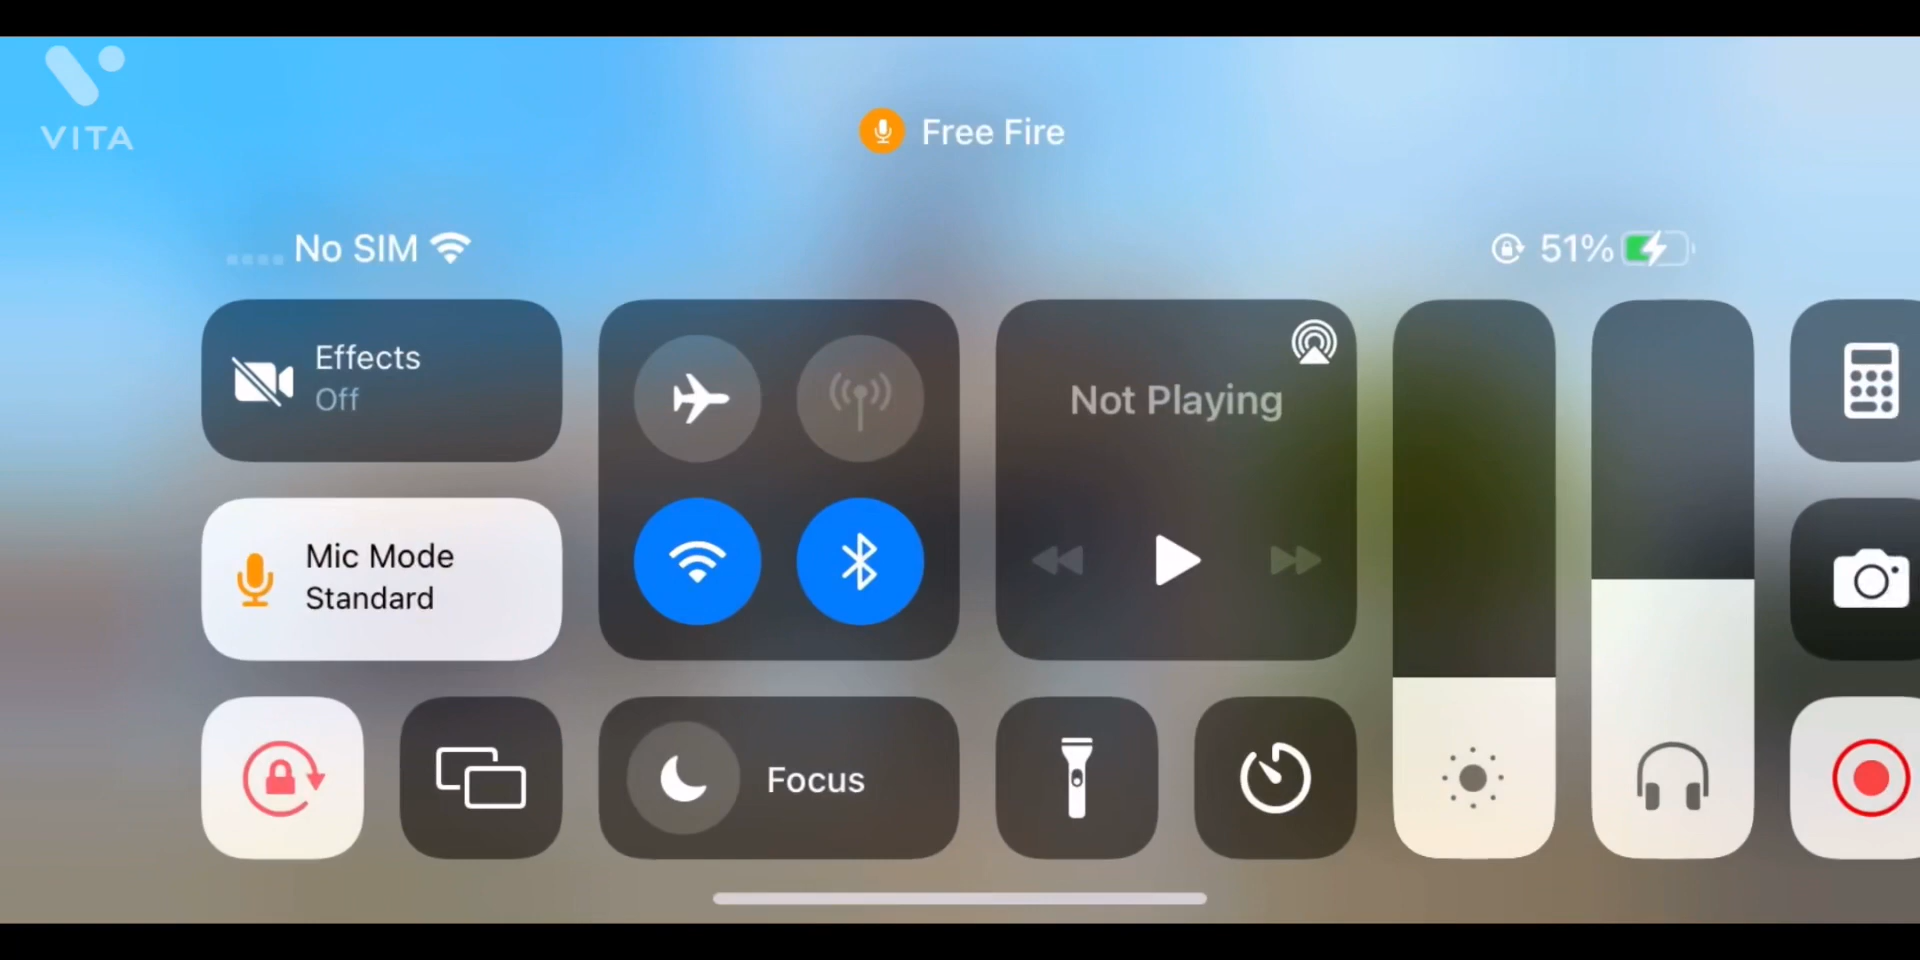 VITA
Free Fire
No SIM
51%
Effects
Off
Not Playing
Mic Mode
Standard
Focus